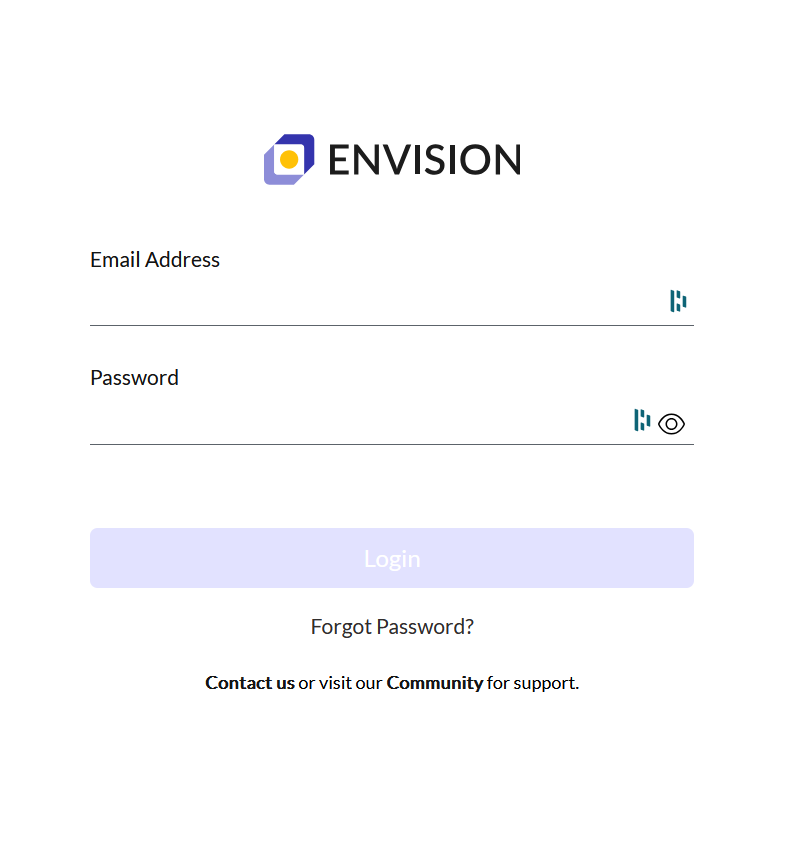 ENVISION
Email Address
Password
Login
Forgot Password?
Contact us or visit our Community for support.